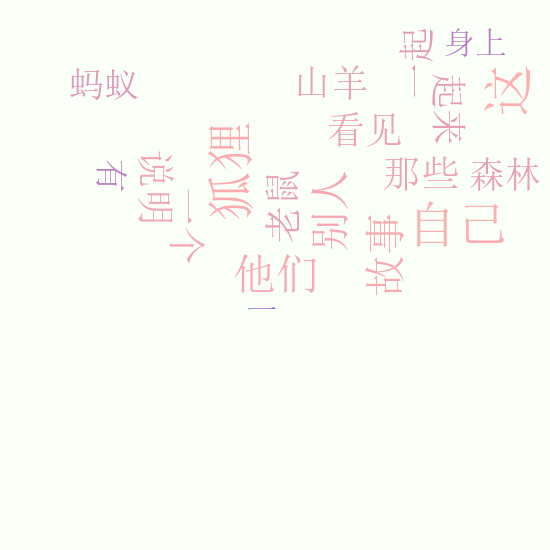 一起
身上
蚂蚁
山羊
起来
这
看见
狐狸
说明
有
那些
森林
老鼠
别人
一个
自己
故事
他们
一